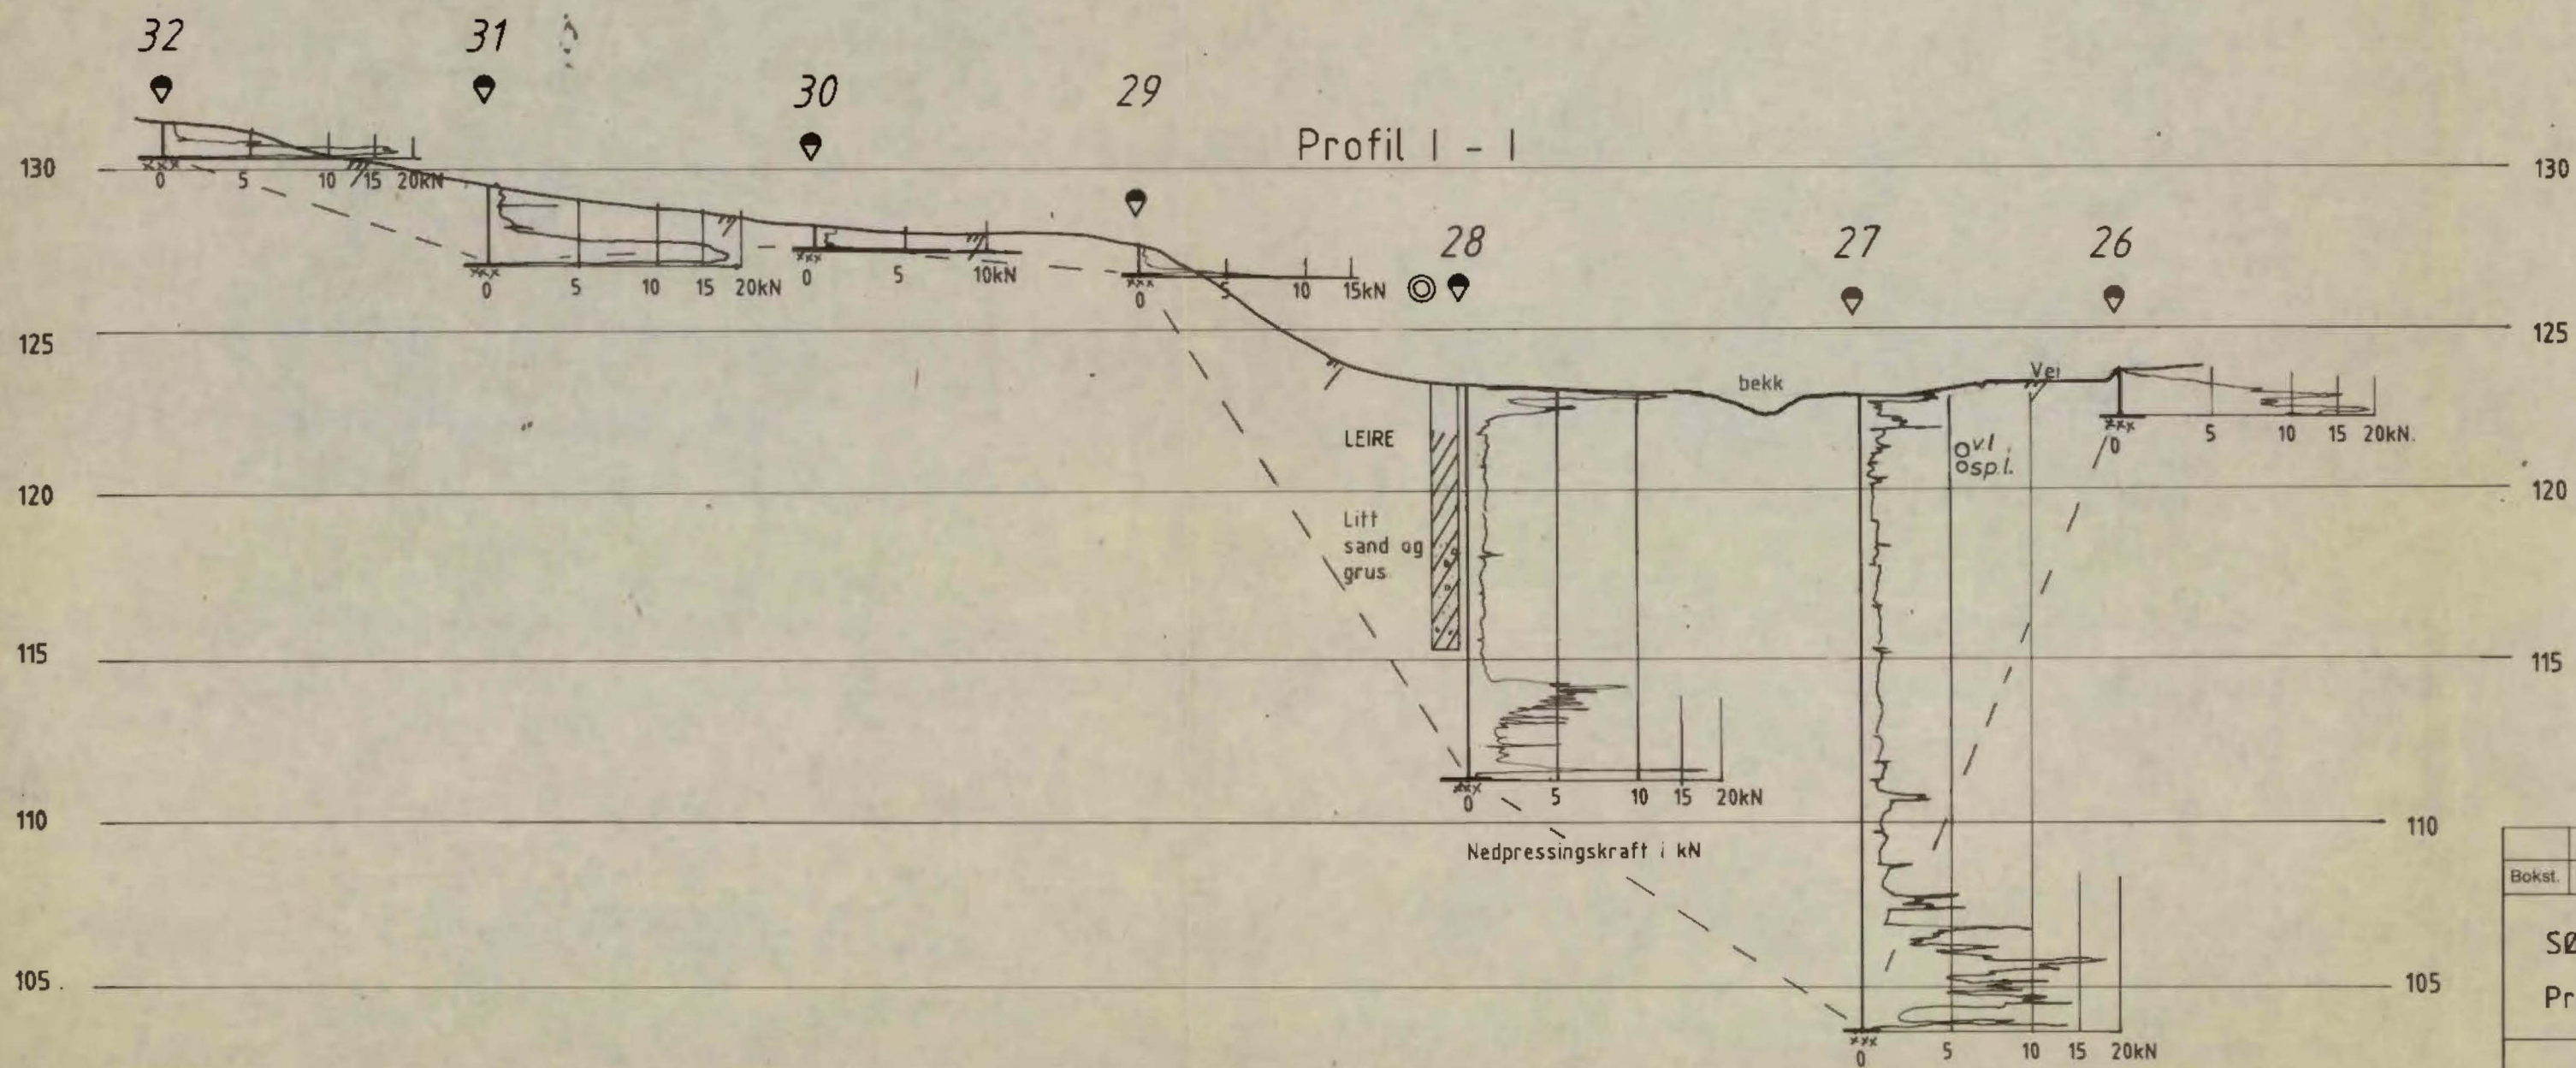 32
31
30
29
Profil I - I
28
27
26
130
130
0 5 10 15 20kN
0 5 10 15 20kN
0 5 10kN
0 5 10 15kN
125
125
bekk
Vei
0 5 10 15 20kN.
LEIRE
v.l
sp.l.
120
120
Litt
sand og
grus
115
115
0 5 10 15 20kN
110
110
Nedpressingskraft i kN
Bokst.
SØ
105
105
Pr
0 5 10 15 20kN